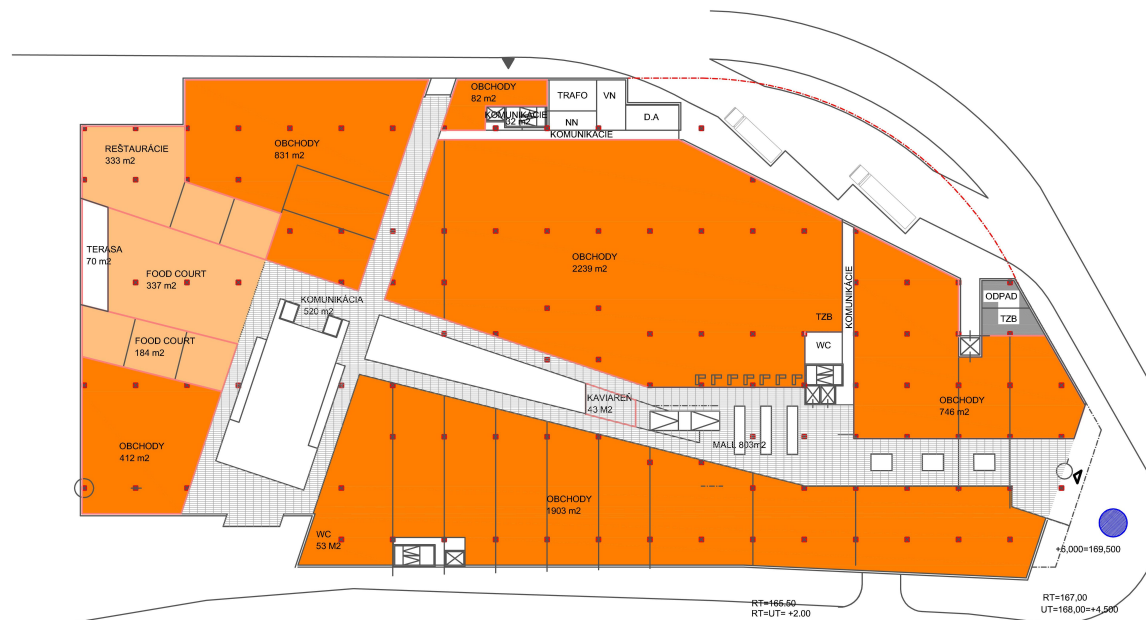 OBCHODY
82 m2
KOMUNIKÁCIE
32 m2
TRAFO
VN
NN
D.A
KOMUNIKÁCIE
REŠTAURÁCIE
333 m2
OBCHODY
831 m2
TERASA
70 m2
FOOD COURT
337 m2
OBCHODY
2239 m2
KOMUNIKÁCIE
KOMUNIKÁCIA
520 m2
ODPAD
TZB
TZB
WC
FOOD COURT
184 m2
KAVIAREŇ
43 M2
OBCHODY
746 m2
MALL 803m2
OBCHODY
412 m2
A
OBCHODY
1903 m2
WC
53 M2
+6,000=169,500
RT=165.50
RT=UT= +2.00
RT=167,00
UT=168,00=+4,500